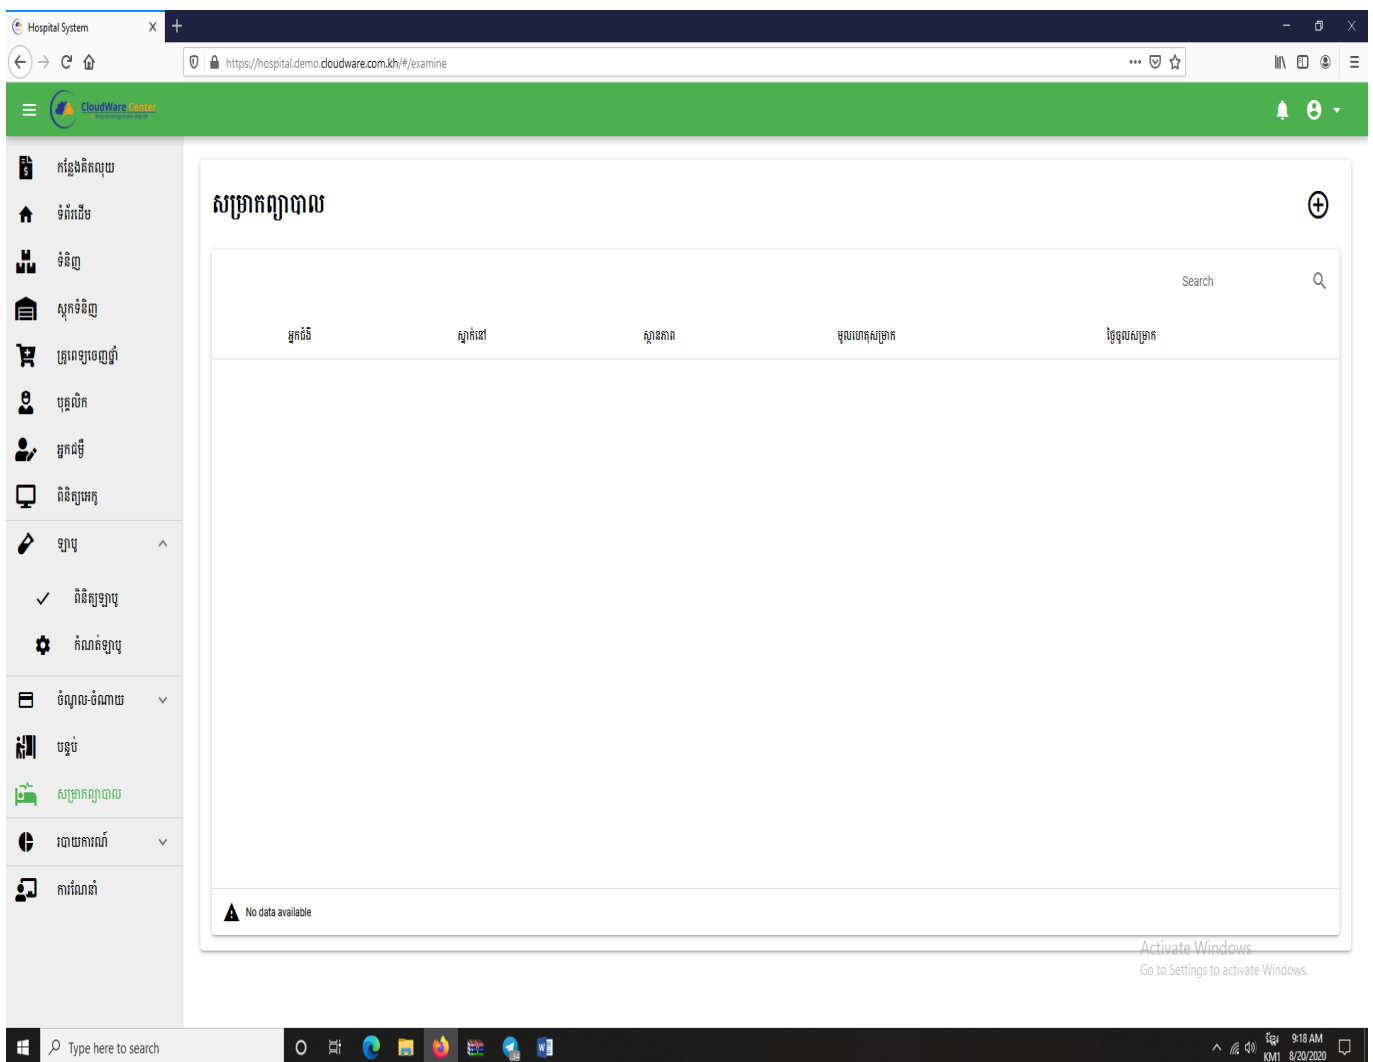 Hospital System
https://hospital.demo.cloudware.com.kh/#/examine
CloudWare Center
កន្លែងគិតលុយ
ទំព័រដើម
ទំនិញ
ស្តុកទំនិញ
គ្រូពេទ្យចេញថ្នាំ
បុគ្គលិក
អ្នកជម្ងឺ
ពិនិត្យអេកូ
ឡាបូ
ពិនិត្យឡាបូ
កំណត់ឡាបូ
ចំណូល-ចំណាយ
បន្ទប់
សម្រាកព្យាបាល
របាយការណ៍
ការណែនាំ
សម្រាកព្យាបាល
Search
អ្នកជំងឺ ស្នាក់នៅ ស្ថានភាព មូលហេតុសម្រាក ថ្ងៃចូលសម្រាក
No data available
Activate Windows
Go to Settings to activate Windows.
Type here to search
ខ្មែរ 9:18 AM
KM1 8/20/2020